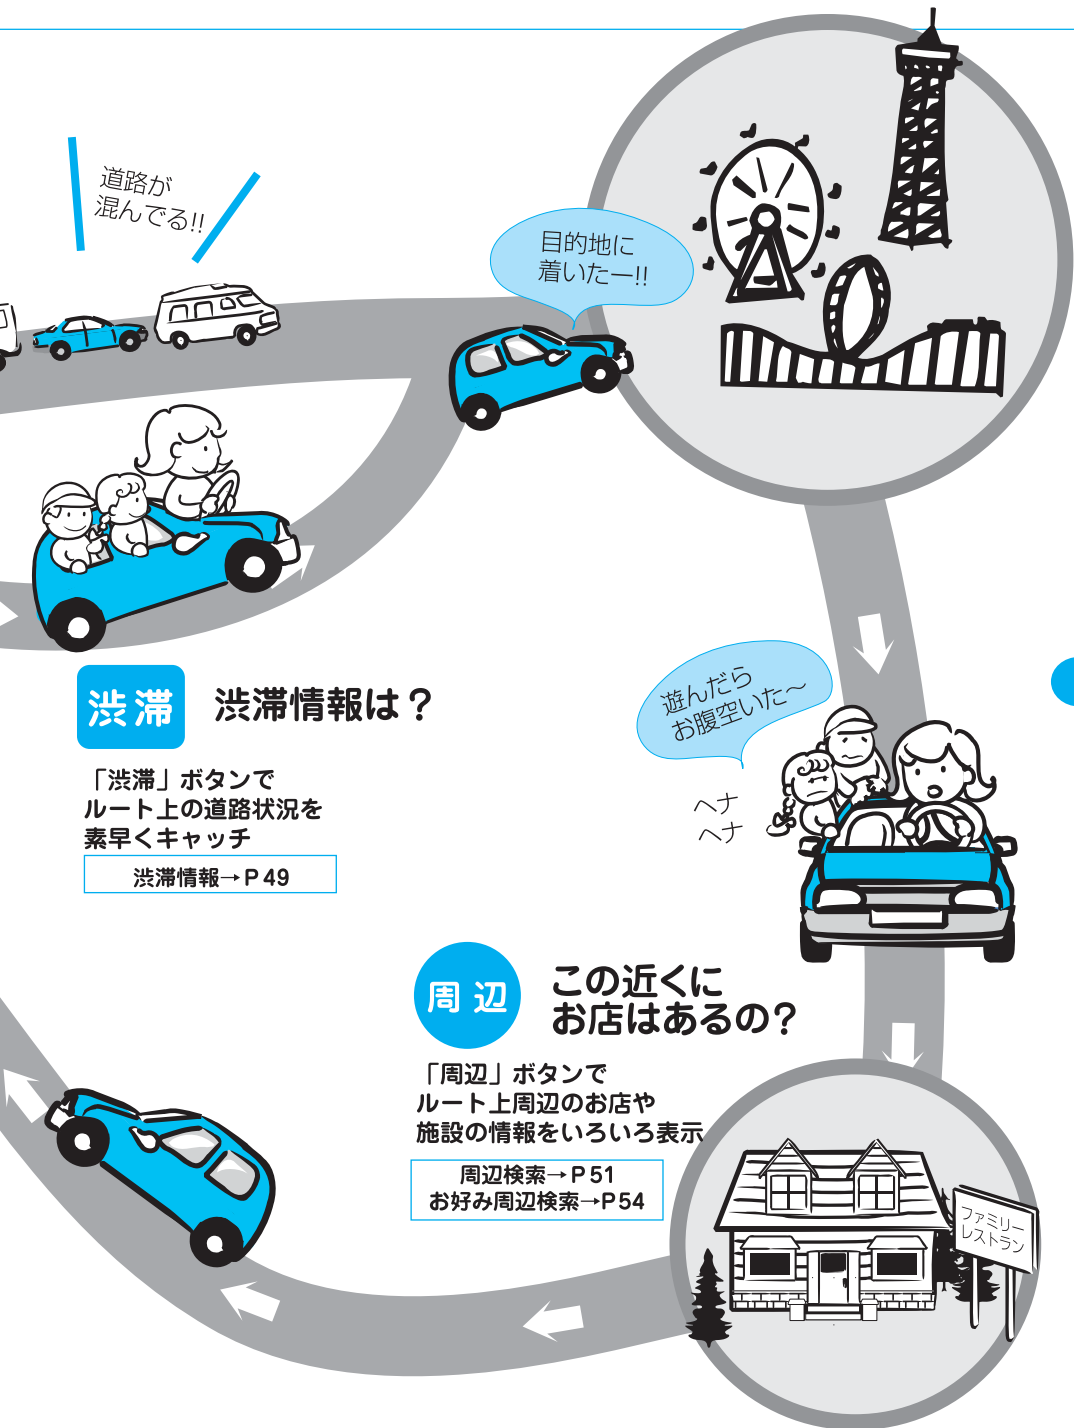 道路が
混んでる!!
目的地に
着いたー!!
渋滞
渋滞情報は？
「渋滞」ボタンで
ルート上の道路状況を
素早くキャッチ
渋滞情報→P49
遊んだら
お腹空いた〜
ヘナ
ヘナ
周辺
この近くに
お店はあるの？
「周辺」ボタンで
ルート上周辺のお店や
施設の情報をいろいろ表示
周辺検索→P51
お好み周辺検索→P54
ファミリー
レストラン